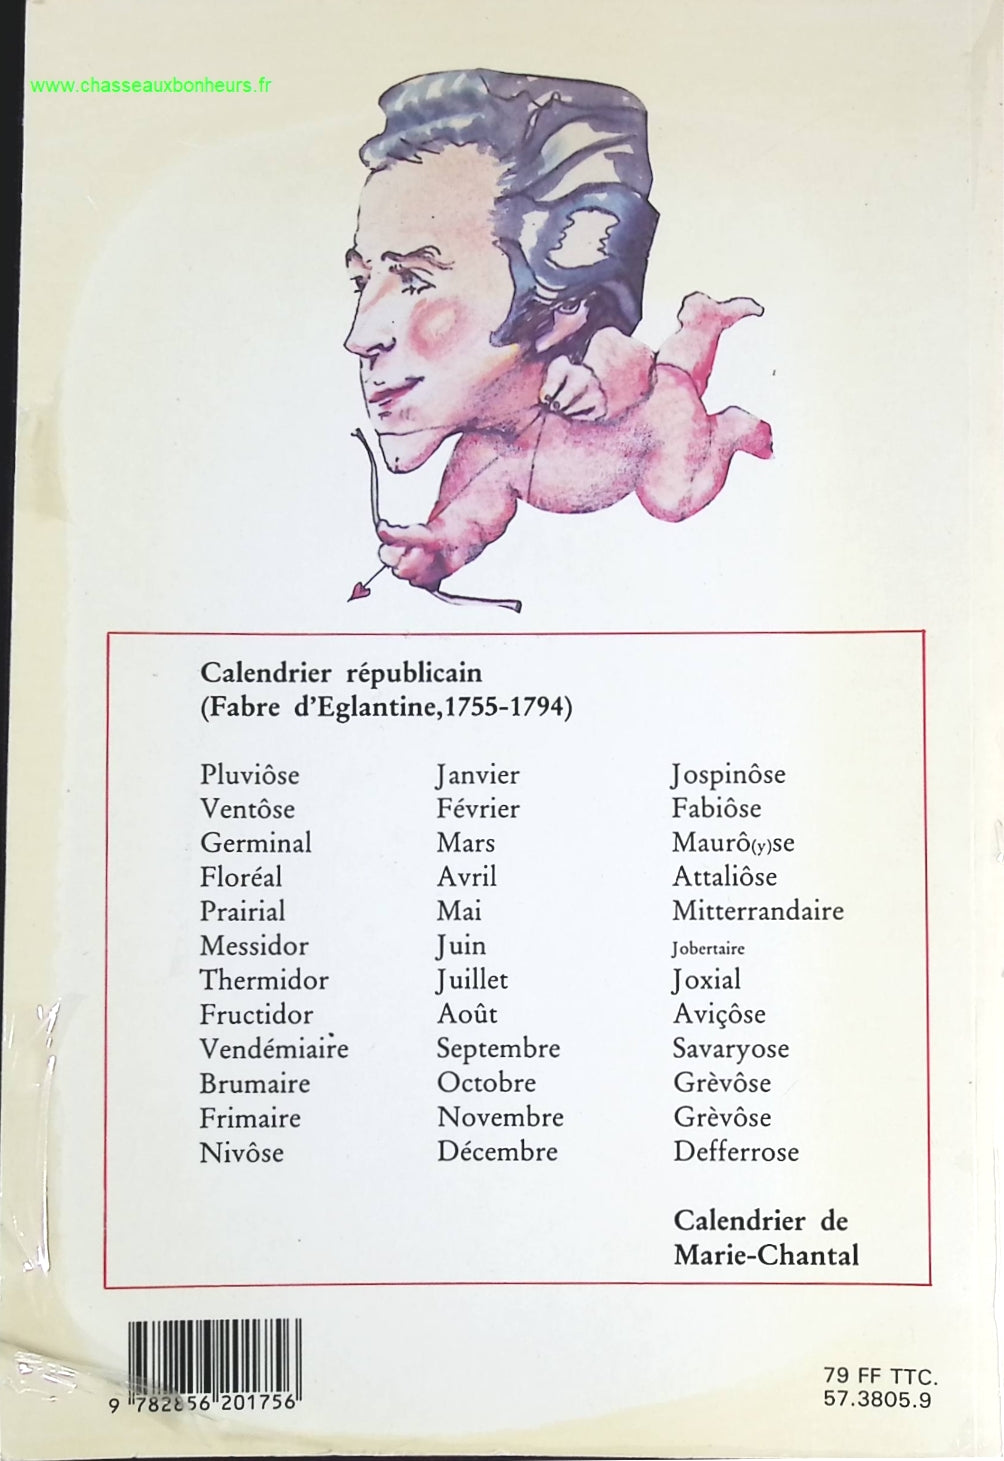 www.chasseauxbonheurs.fr
Calendrier républicain
(Fabre d'Eglantine,1755-1794)
Pluviôse Janvier Jospinôse
Ventôse Février Fabiôse
Germinal Mars Maurô(y)se
Floréal Avril Attaliôse
Prairial Mai Mitterrandaire
Messidor Juin Jobertaire
Thermidor Juillet Joxial
Fructidor Août Aviçôse
Vendémiaire Septembre Savaryose
Brumaire Octobre Grèvôse
Frimaire Novembre Grèvôse
Nivôse Décembre Defferrose
Calendrier de
Marie-Chantal
9 782856 201756
79 FF TTC.
57.3805.9